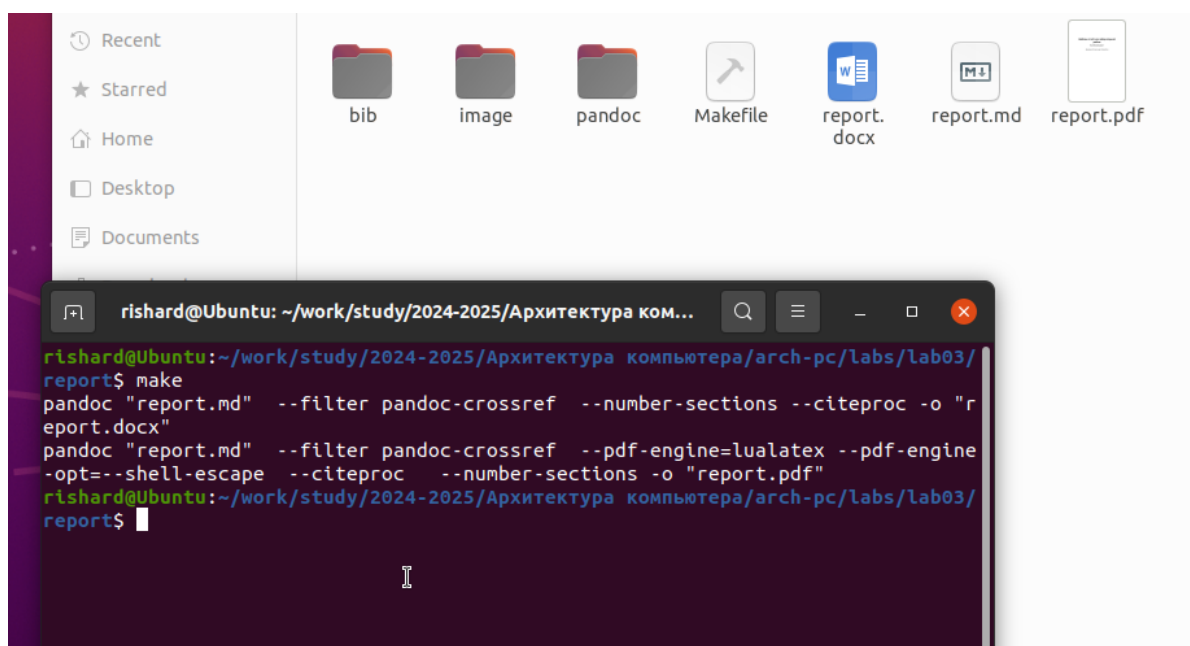 Recent
Starred
Home
Desktop
Documents
bib
image
pandoc
Makefile
report.
docx
report.md
report.pdf
rishard@Ubuntu: ~/work/study/2024-2025/Архитектура ком...
rishard@Ubuntu:~/work/study/2024-2025/Архитектура компьютера/arch-pc/labs/lab03/
report$ make
pandoc "report.md"  --filter pandoc-crossref  --number-sections --citeproc -o "r
eport.docx"
pandoc "report.md"  --filter pandoc-crossref  --pdf-engine=lualatex --pdf-engine
-opt=--shell-escape  --citeproc   --number-sections -o "report.pdf"
rishard@Ubuntu:~/work/study/2024-2025/Архитектура компьютера/arch-pc/labs/lab03/
report$